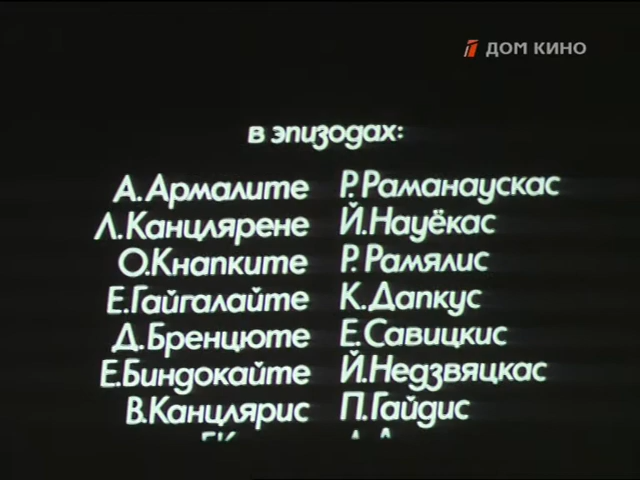 ДОМ КИНО
в эпизодах:
А.Армалите Р.Раманаускас
Л.Канцлярене Й.Науёкас
О.Кнапките Р.Рамялис
Е.Гайгалайте К.Дапкус
Д.Бренцюте Е.Савицкис
Е.Биндокайте Й.Недзвяцкас
В.Канцлярис П.Гайдис